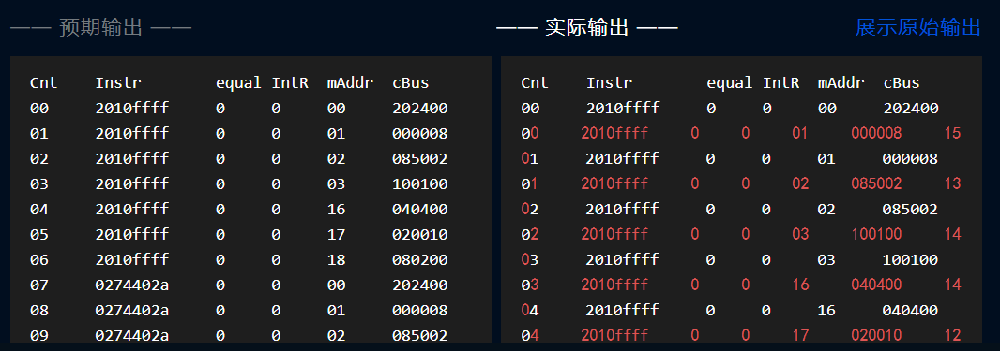 —— 预期输出 ——
Cnt Instr equal IntR mAddr cBus
00 2010ffff 0 0 00 202400
01 2010ffff 0 0 01 000008
02 2010ffff 0 0 02 085002
03 2010ffff 0 0 03 100100
04 2010ffff 0 0 16 040400
05 2010ffff 0 0 17 020010
06 2010ffff 0 0 18 080200
07 0274402a 0 0 00 202400
08 0274402a 0 0 01 000008
09 0274402a 0 0 02 085002
—— 实际输出 ——
展示原始输出
Cnt Instr equal IntR mAddr cBus
00 2010ffff 0 0 00 202400
00 2010ffff 0 0 01 000008 15
01 2010ffff 0 0 01 000008
01 2010ffff 0 0 02 085002 13
02 2010ffff 0 0 02 085002
02 2010ffff 0 0 03 100100 14
03 2010ffff 0 0 03 100100
03 2010ffff 0 0 16 040400 14
04 2010ffff 0 0 16 040400
04 2010ffff 0 0 17 020010 12